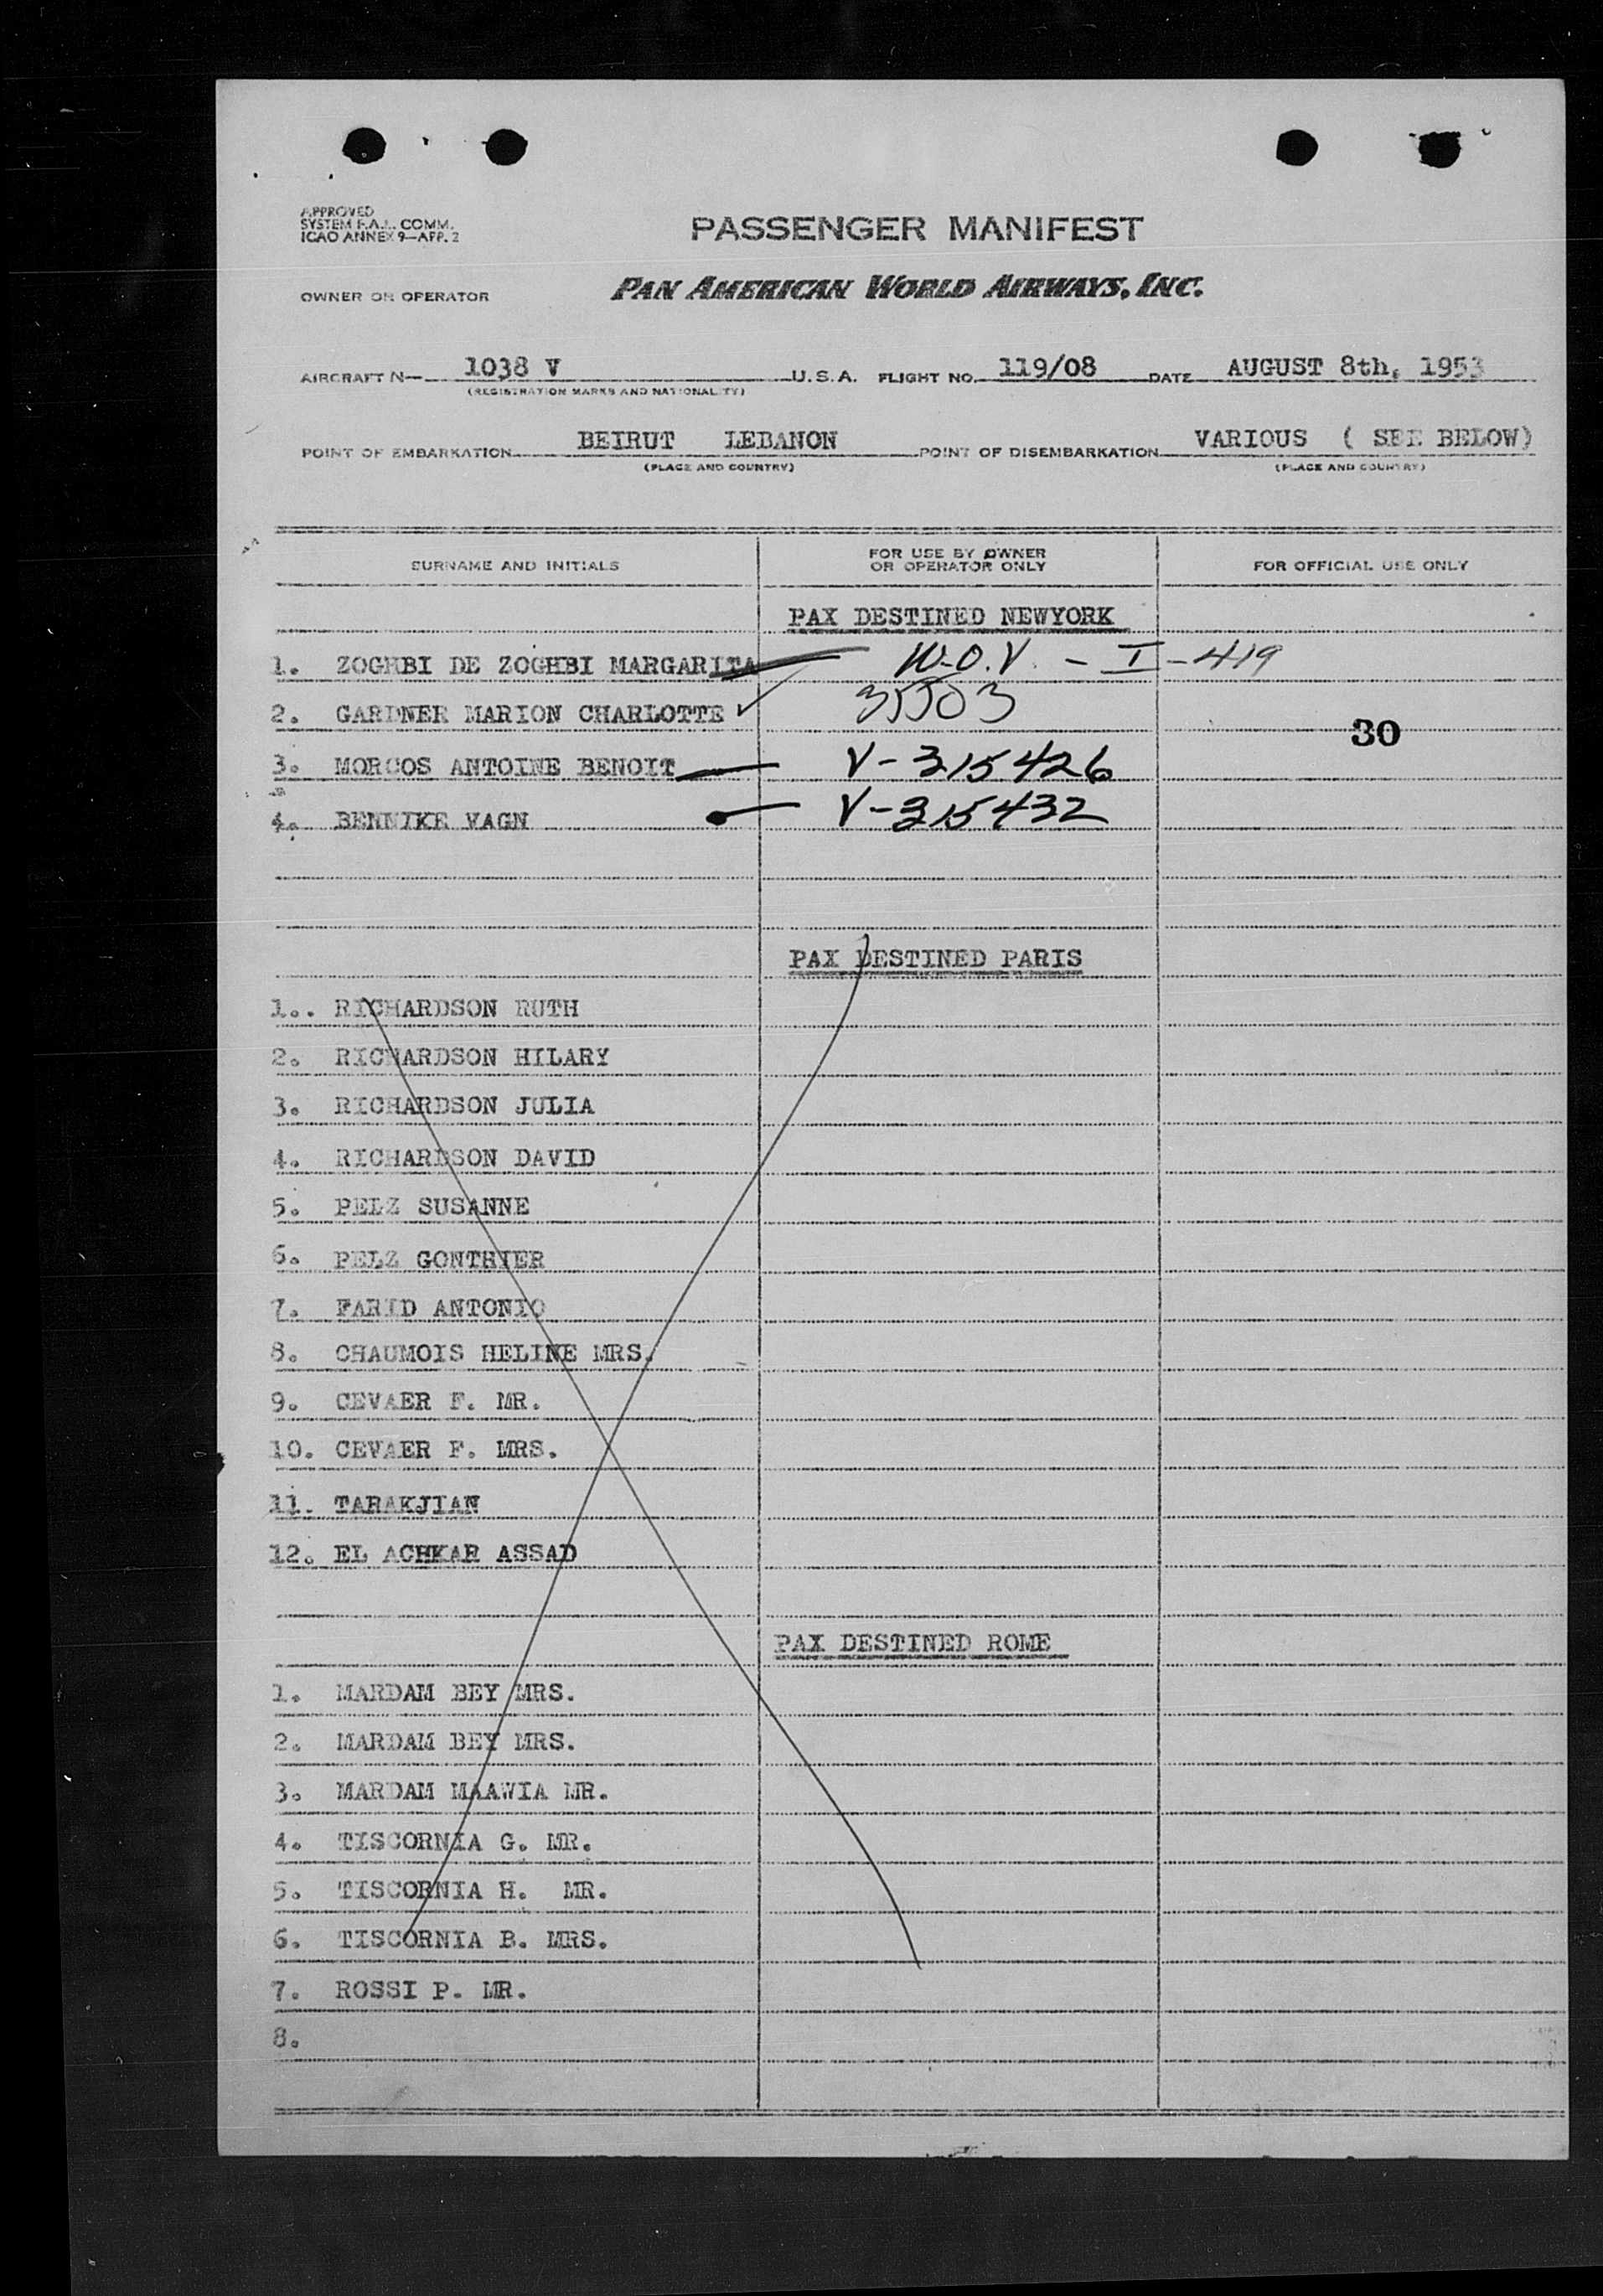 APPROVED
SYSTEM F.A.L. COMM.
ICAO ANNEX 9—APP. 2
PASSENGER MANIFEST
OWNER OR OPERATOR PAN AMERICAN WORLD AIRWAYS, INC.
AIRCRAFT N— 1038 V U.S.A. FLIGHT NO. 119/08 DATE AUGUST 8th, 1953
(REGISTRATION MARKS AND NATIONALITY)
POINT OF EMBARKATION BEIRUT LEBANON POINT OF DISEMBARKATION VARIOUS ( SEE BELOW)
(PLACE AND COUNTRY) (PLACE AND COUNTRY)
SURNAME AND INITIALS FOR USE BY OWNER OR OPERATOR ONLY FOR OFFICIAL USE ONLY
PAX DESTINED NEWYORK
1. ZOGHBI DE ZOGHBI MARGARITA W.O.V. - I - 419
2. GARDNER MARION CHARLOTTE 35503
30
3. MORCOS ANTOINE BENOIT V-315426
4. BENNIKE VAGN V-315432
PAX DESTINED PARIS
1.. RICHARDSON RUTH
2. RICHARDSON HILARY
3. RICHARDSON JULIA
4. RICHARDSON DAVID
5. PELZ SUSANNE
6. PELZ GONTHIER
7. FARID ANTONIO
8. CHAUMOIS HELINE MRS.
9. CEVAER F. MR.
10. CEVAER F. MRS.
11. TARAKJIAN
12. EL ACHKAR ASSAD
PAX DESTINED ROME
1. MARDAM BEY MRS.
2. MARDAM BEY MRS.
3. MARDAM MAAWIA MR.
4. TISCORNIA G. MR.
5. TISCORNIA H. MR.
6. TISCORNIA B. MRS.
7. ROSSI P. MR.
8.